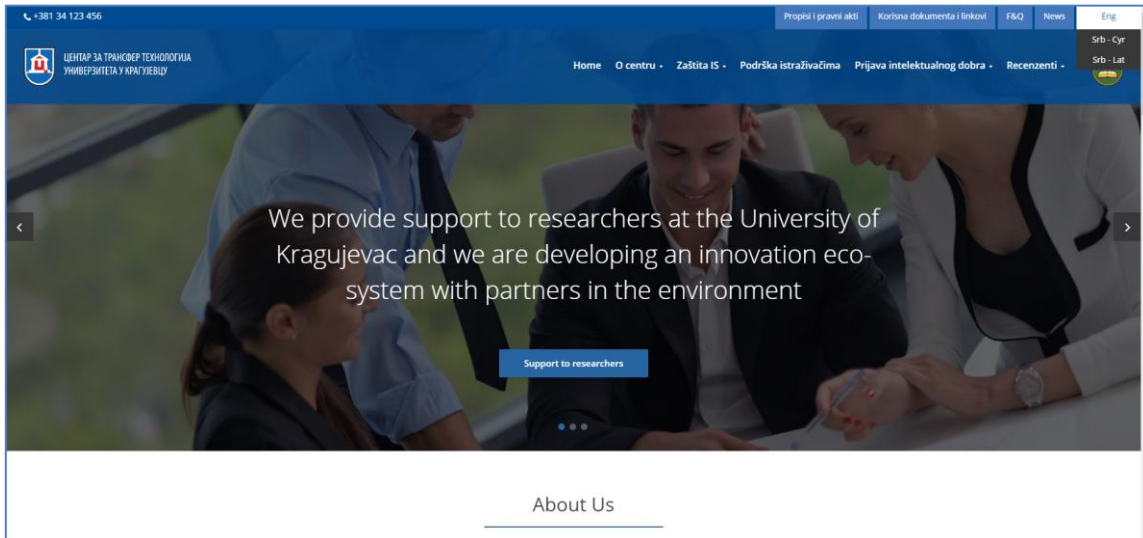 +381 34 123 456
Propisi i pravni akti
Korisna dokumenta i linkovi
F&Q
News
Eng
Srb - Cyr
Srb - Lat
ЦЕНТАР ЗА ТРАНСФЕР ТЕХНОЛОГИЈА
УНИВЕРЗИТЕТА У КРАГУЈЕВЦУ
Home
O centru
Zaštita IS
Podrška istraživačima
Prijava intelektualnog dobra
Recenzenti
We provide support to researchers at the University of
Kragujevac and we are developing an innovation eco-
system with partners in the environment
Support to researchers
About Us